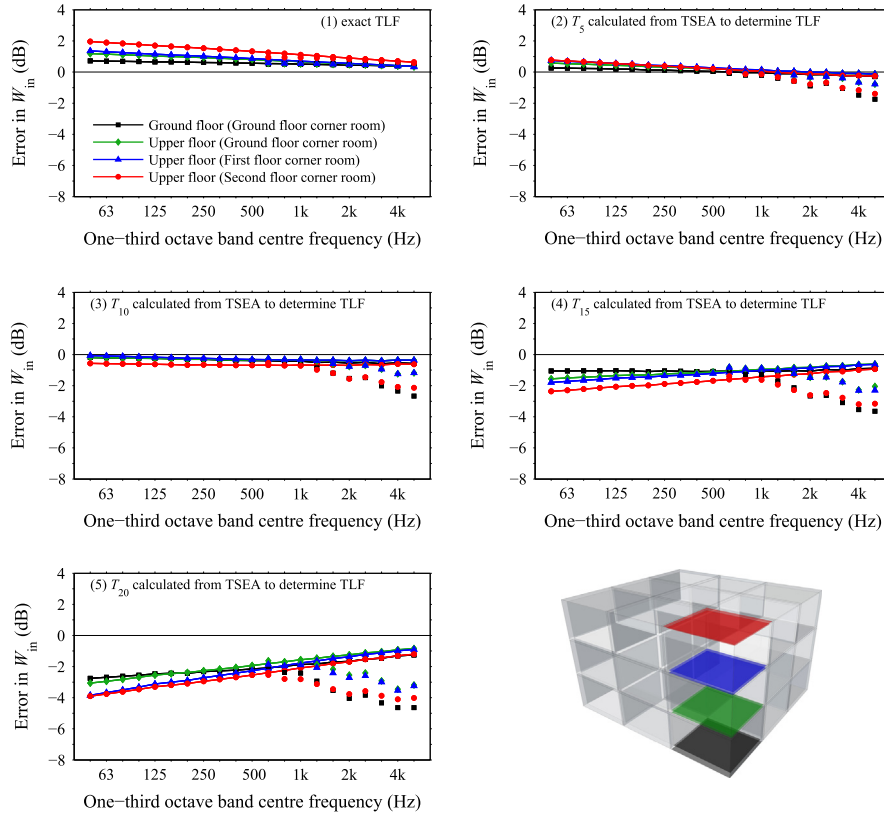 (1) exact TLF
4
2
0
−2
−4
−6
−8
Error in W_in (dB)
Ground floor (Ground floor corner room)
Upper floor (Ground floor corner room)
Upper floor (First floor corner room)
Upper floor (Second floor corner room)
63 125 250 500 1k 2k 4k
One−third octave band centre frequency (Hz)
(2) T_5 calculated from TSEA to determine TLF
4
2
0
−2
−4
−6
−8
Error in W_in (dB)
63 125 250 500 1k 2k 4k
One−third octave band centre frequency (Hz)
(3) T_10 calculated from TSEA to determine TLF
4
2
0
−2
−4
−6
−8
Error in W_in (dB)
63 125 250 500 1k 2k 4k
One−third octave band centre frequency (Hz)
(4) T_15 calculated from TSEA to determine TLF
4
2
0
−2
−4
−6
−8
Error in W_in (dB)
63 125 250 500 1k 2k 4k
One−third octave band centre frequency (Hz)
(5) T_20 calculated from TSEA to determine TLF
4
2
0
−2
−4
−6
−8
Error in W_in (dB)
63 125 250 500 1k 2k 4k
One−third octave band centre frequency (Hz)